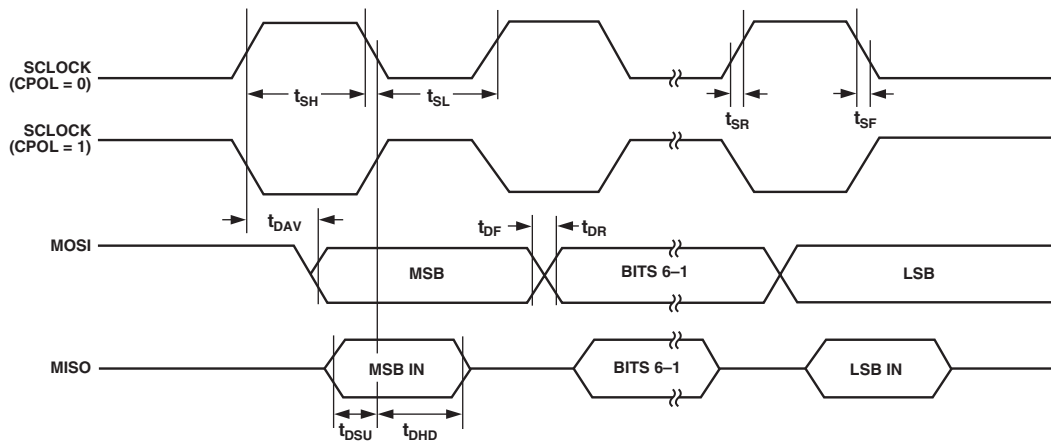 SCLOCK
(CPOL = 0)
tSH
tSL
tSR
tSF
SCLOCK
(CPOL = 1)
tDAV
tDF
tDR
MOSI
MSB
BITS 6–1
LSB
MISO
MSB IN
BITS 6–1
LSB IN
tDSU
tDHD